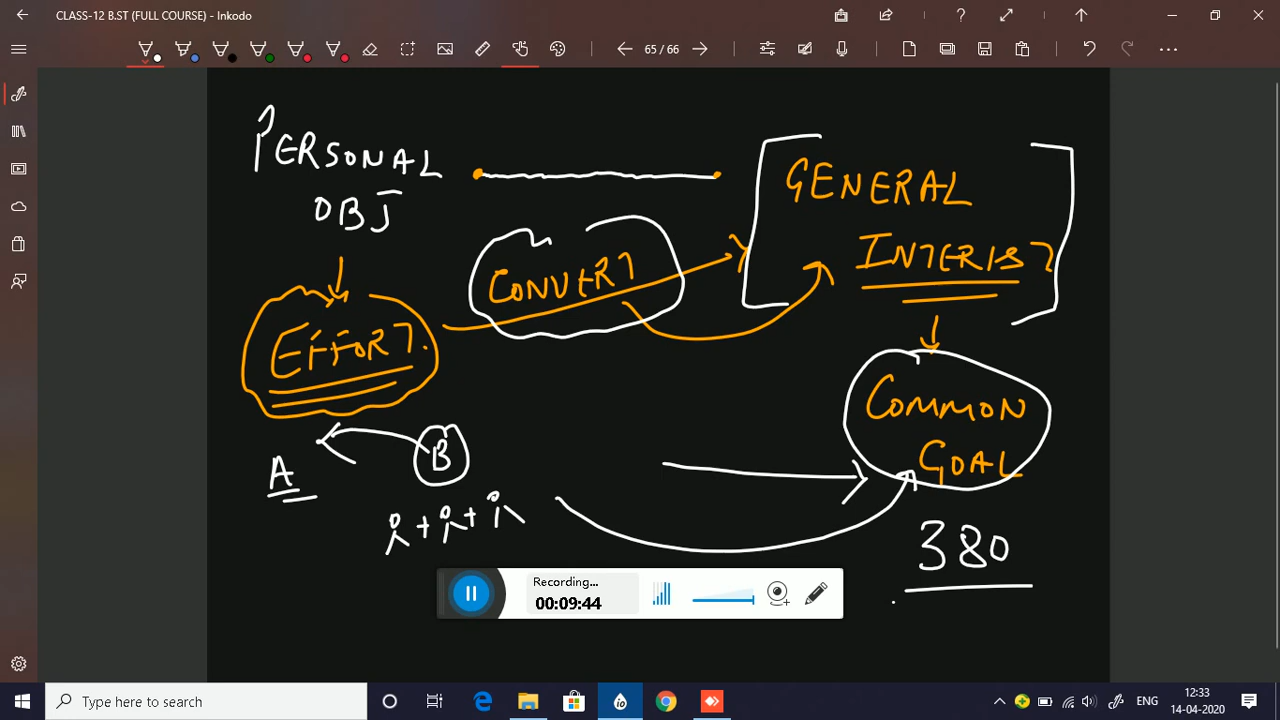 CLASS-12 B.ST (FULL COURSE) - Inkodo
65 / 66
PERSONAL
OBJ
GENERAL
INTERIST
CONVERT
EFFORT.
COMMON
GOAL
A
B
+ +
380
Recording...
00:09:44
Type here to search
ENG
12:33
14-04-2020